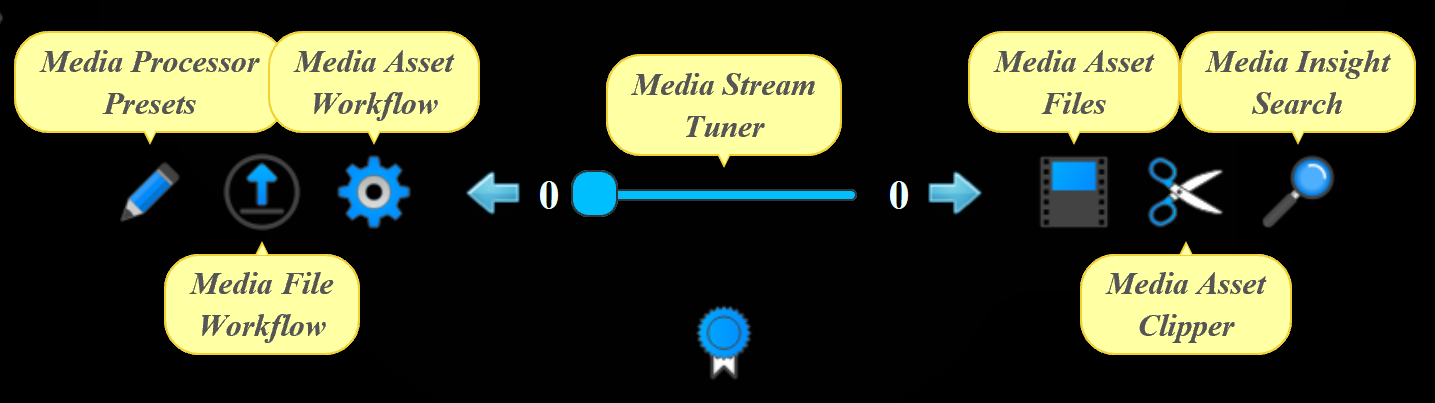 Media Processor
Presets
Media Asset
Workflow
Media Stream
Tuner
Media Asset
Files
Media Insight
Search
0
0
Media File
Workflow
Media Asset
Clipper